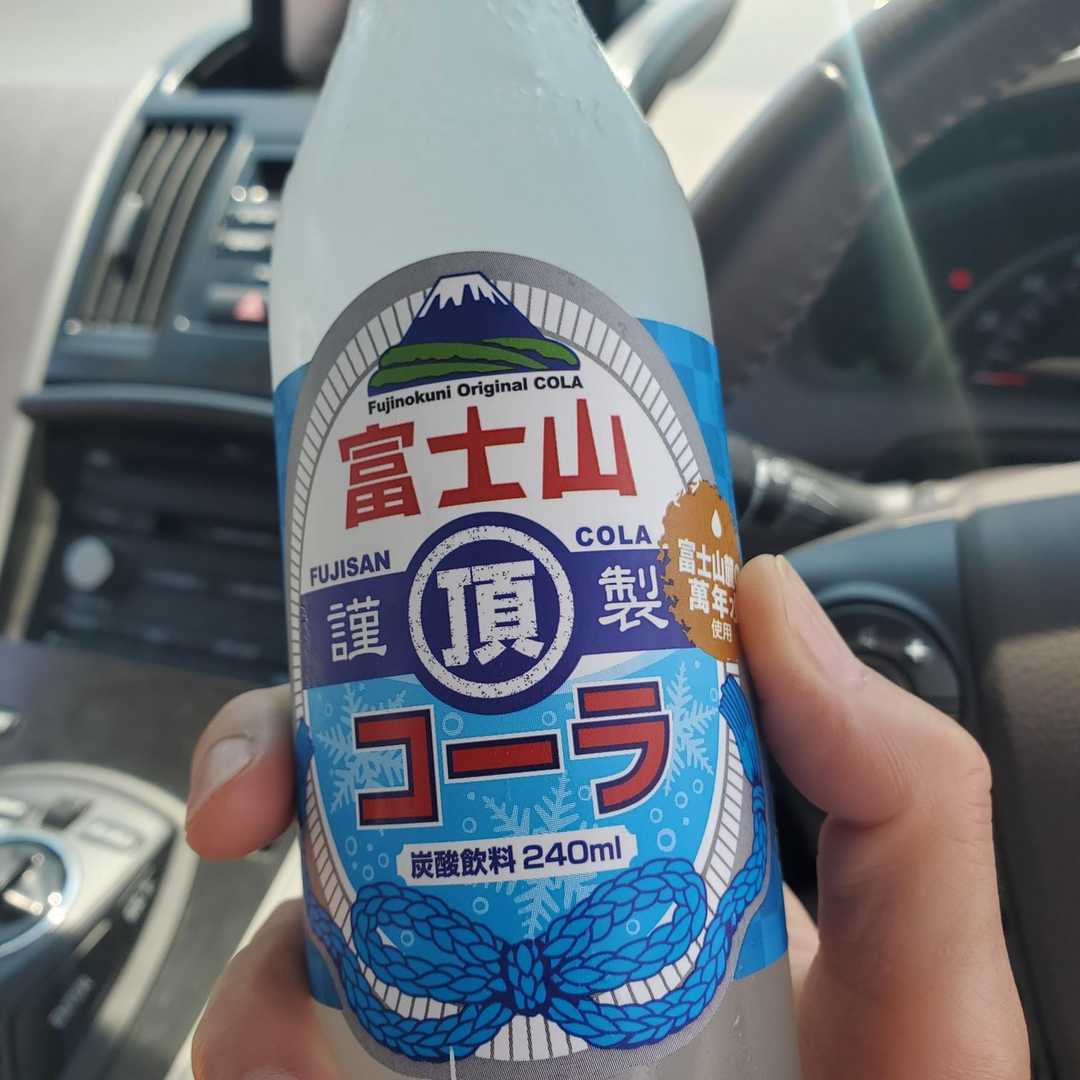 Fujinokuni Original COLA
富士山
FUJISAN COLA
謹 頂 製
コーラ
炭酸飲料 240ml
富士山
萬年
使用